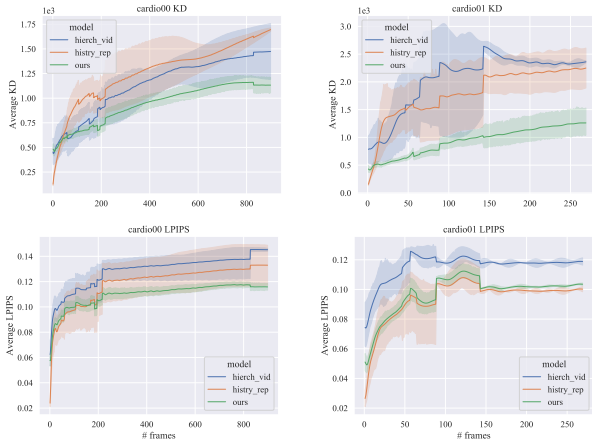 cardio00 KD
1e3
Average KD
1.75
1.50
1.25
1.00
0.75
0.50
0.25
0
200
400
600
800
model
hierch_vid
histry_rep
ours
cardio01 KD
1e3
Average KD
3.0
2.5
2.0
1.5
1.0
0.5
0.0
0
50
100
150
200
250
model
hierch_vid
histry_rep
ours
cardio00 LPIPS
Average LPIPS
0.14
0.12
0.10
0.08
0.06
0.04
0.02
0
200
400
600
800
# frames
model
hierch_vid
histry_rep
ours
cardio01 LPIPS
Average LPIPS
0.12
0.10
0.08
0.06
0.04
0.02
0
50
100
150
200
250
# frames
model
hierch_vid
histry_rep
ours